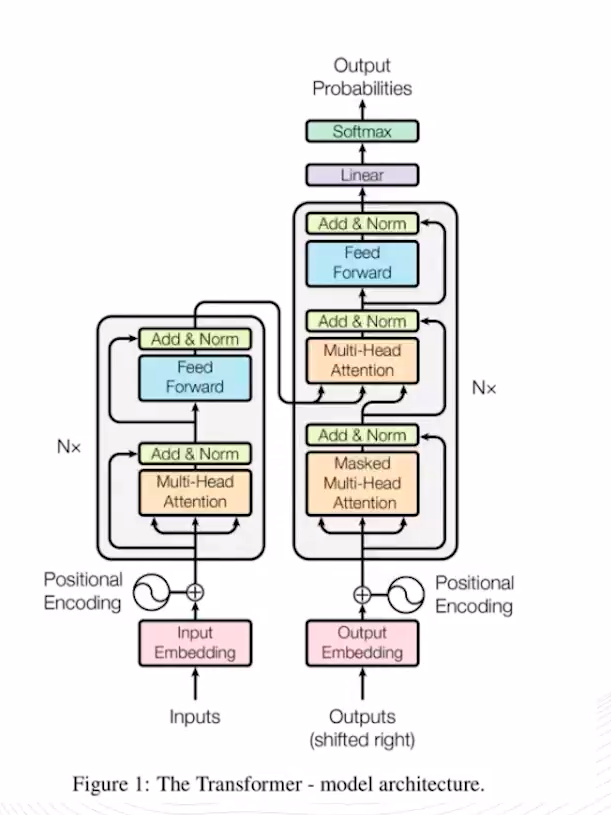 Output
Probabilities
Softmax
Linear
Add & Norm
Feed
Forward
Add & Norm
Multi-Head
Attention
Add & Norm
Masked
Multi-Head
Attention
N×
Add & Norm
Feed
Forward
Add & Norm
Multi-Head
Attention
N×
Positional
Encoding
Positional
Encoding
Input
Embedding
Output
Embedding
Inputs
Outputs
(shifted right)
Figure 1: The Transformer - model architecture.